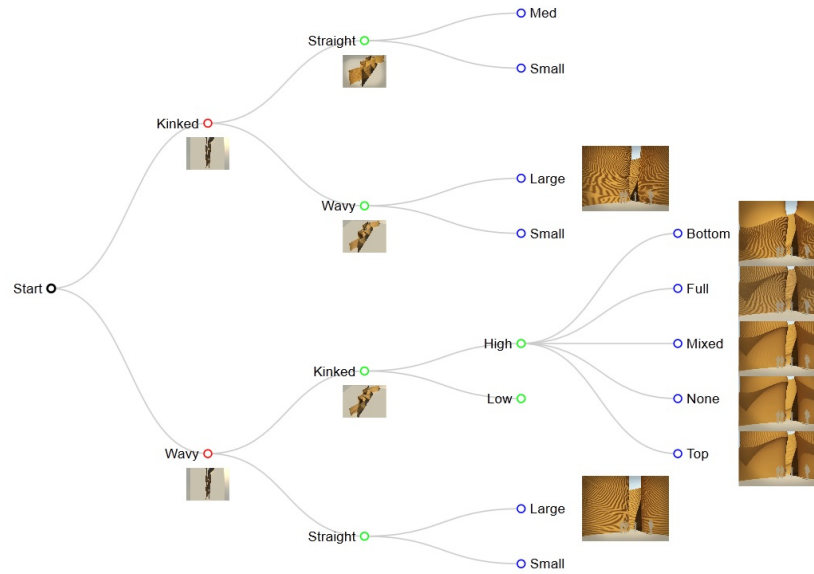 Med
Straight
Small
Kinked
Large
Wavy
Small
Bottom
Start
Full
High
Mixed
Kinked
Low
None
Wavy
Top
Large
Straight
Small